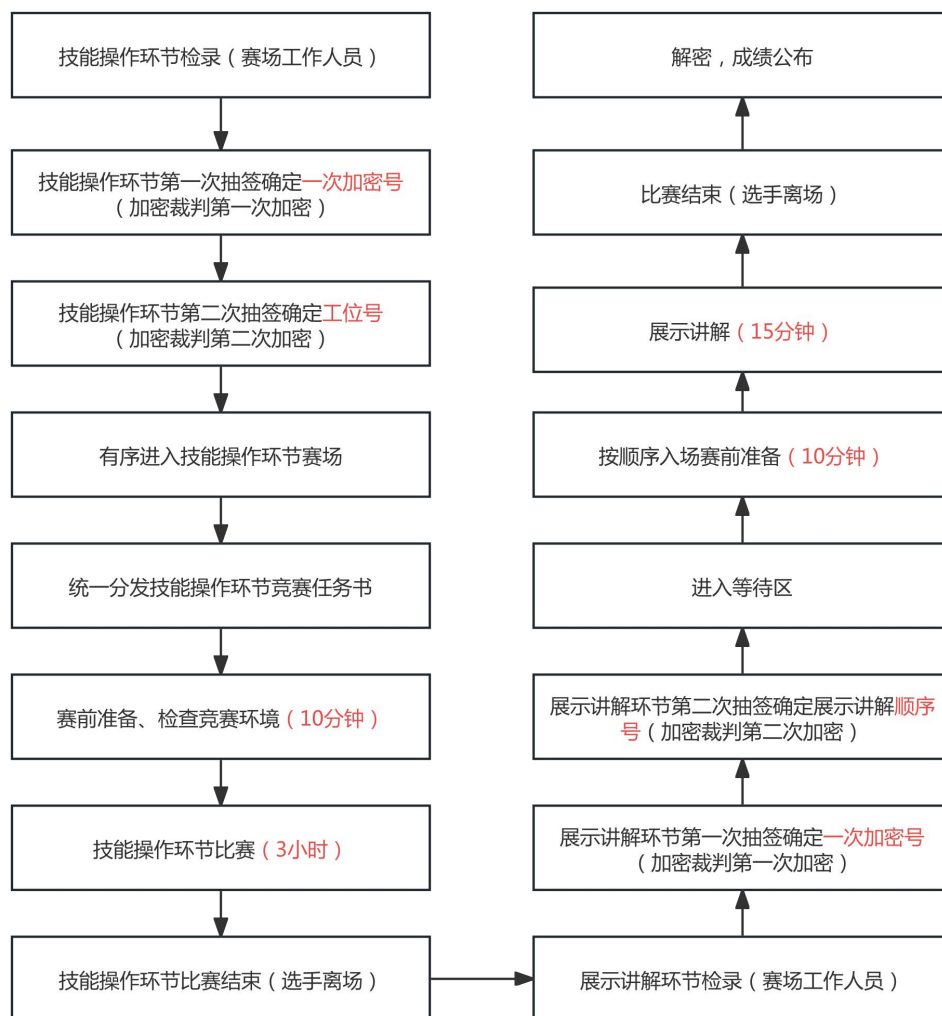 技能操作环节检录（赛场工作人员）
技能操作环节第一次抽签确定一次加密号
（加密裁判第一次加密）
技能操作环节第二次抽签确定工位号
（加密裁判第二次加密）
有序进入技能操作环节赛场
统一分发技能操作环节竞赛任务书
赛前准备、检查竞赛环境（10分钟）
技能操作环节比赛（3小时）
技能操作环节比赛结束（选手离场）
展示讲解环节检录（赛场工作人员）
展示讲解环节第一次抽签确定一次加密号
（加密裁判第一次加密）
展示讲解环节第二次抽签确定展示讲解顺序
号（加密裁判第二次加密）
进入等待区
按顺序入场赛前准备（10分钟）
展示讲解（15分钟）
比赛结束（选手离场）
解密，成绩公布